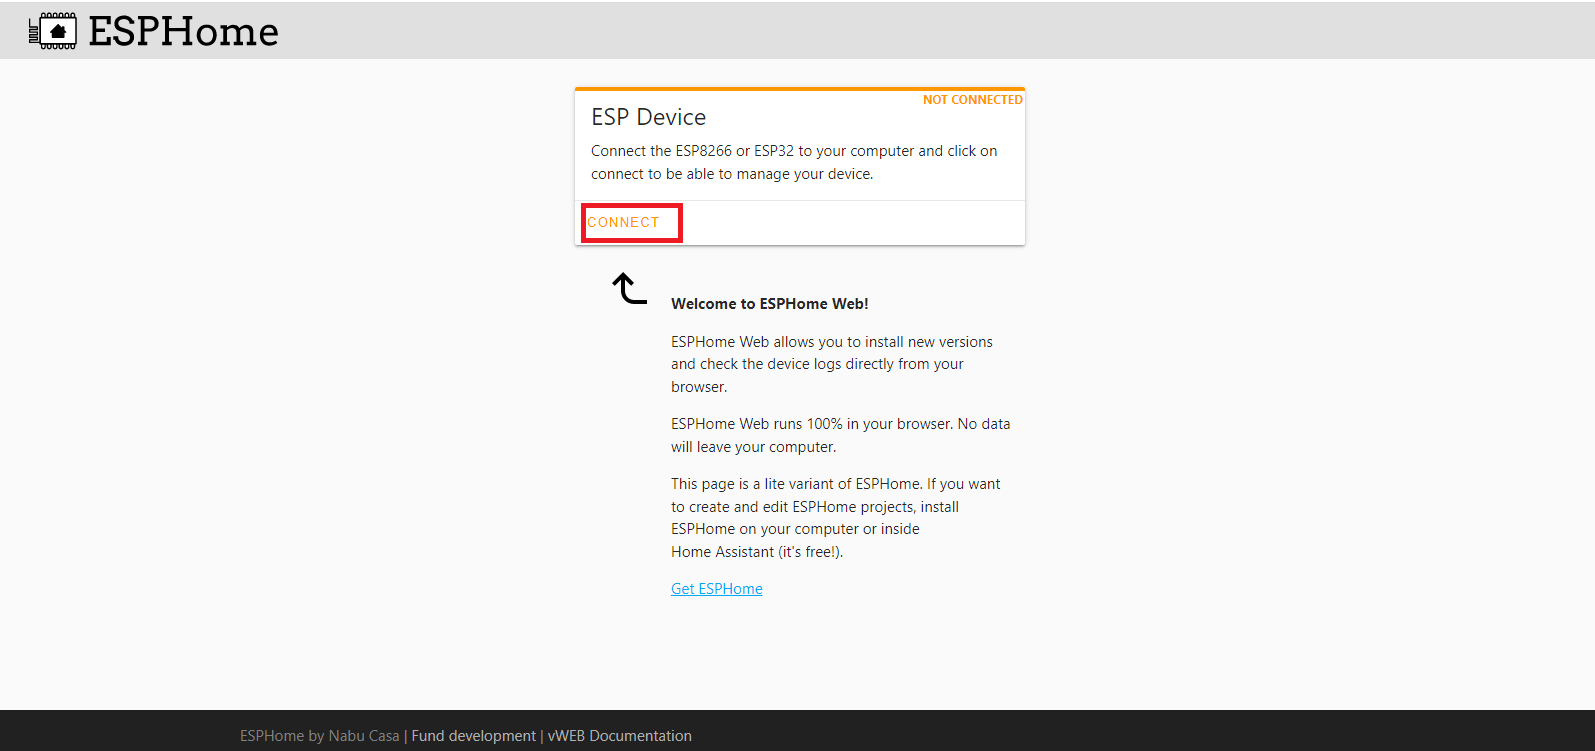 ESPHome
NOT CONNECTED
ESP Device
Connect the ESP8266 or ESP32 to your computer and click on
connect to be able to manage your device.
CONNECT
Welcome to ESPHome Web!
ESPHome Web allows you to install new versions
and check the device logs directly from your
browser.
ESPHome Web runs 100% in your browser. No data
will leave your computer.
This page is a lite variant of ESPHome. If you want
to create and edit ESPHome projects, install
ESPHome on your computer or inside
Home Assistant (it's free!).
Get ESPHome
ESPHome by Nabu Casa | Fund development | vWEB Documentation